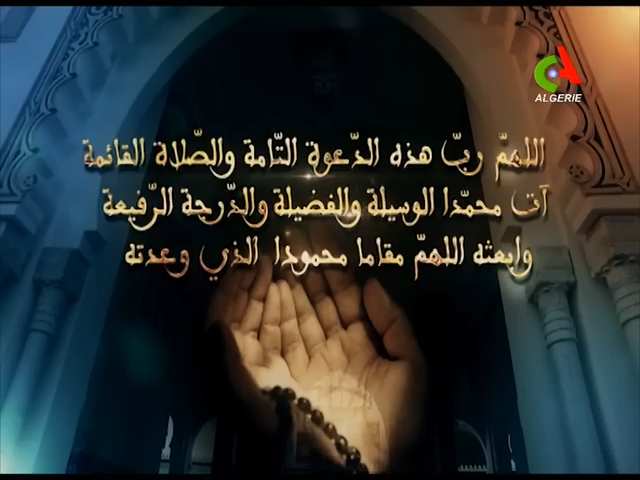 ALGERIE
اللهمّ ربّ هذه الدّعوة التّامة والصّلاة القائمة
آت محمّدا الوسيلة والفضيلة والدّرجة الرّفيعة
وابعثه اللهمّ مقاما محمودا الذي وعدته